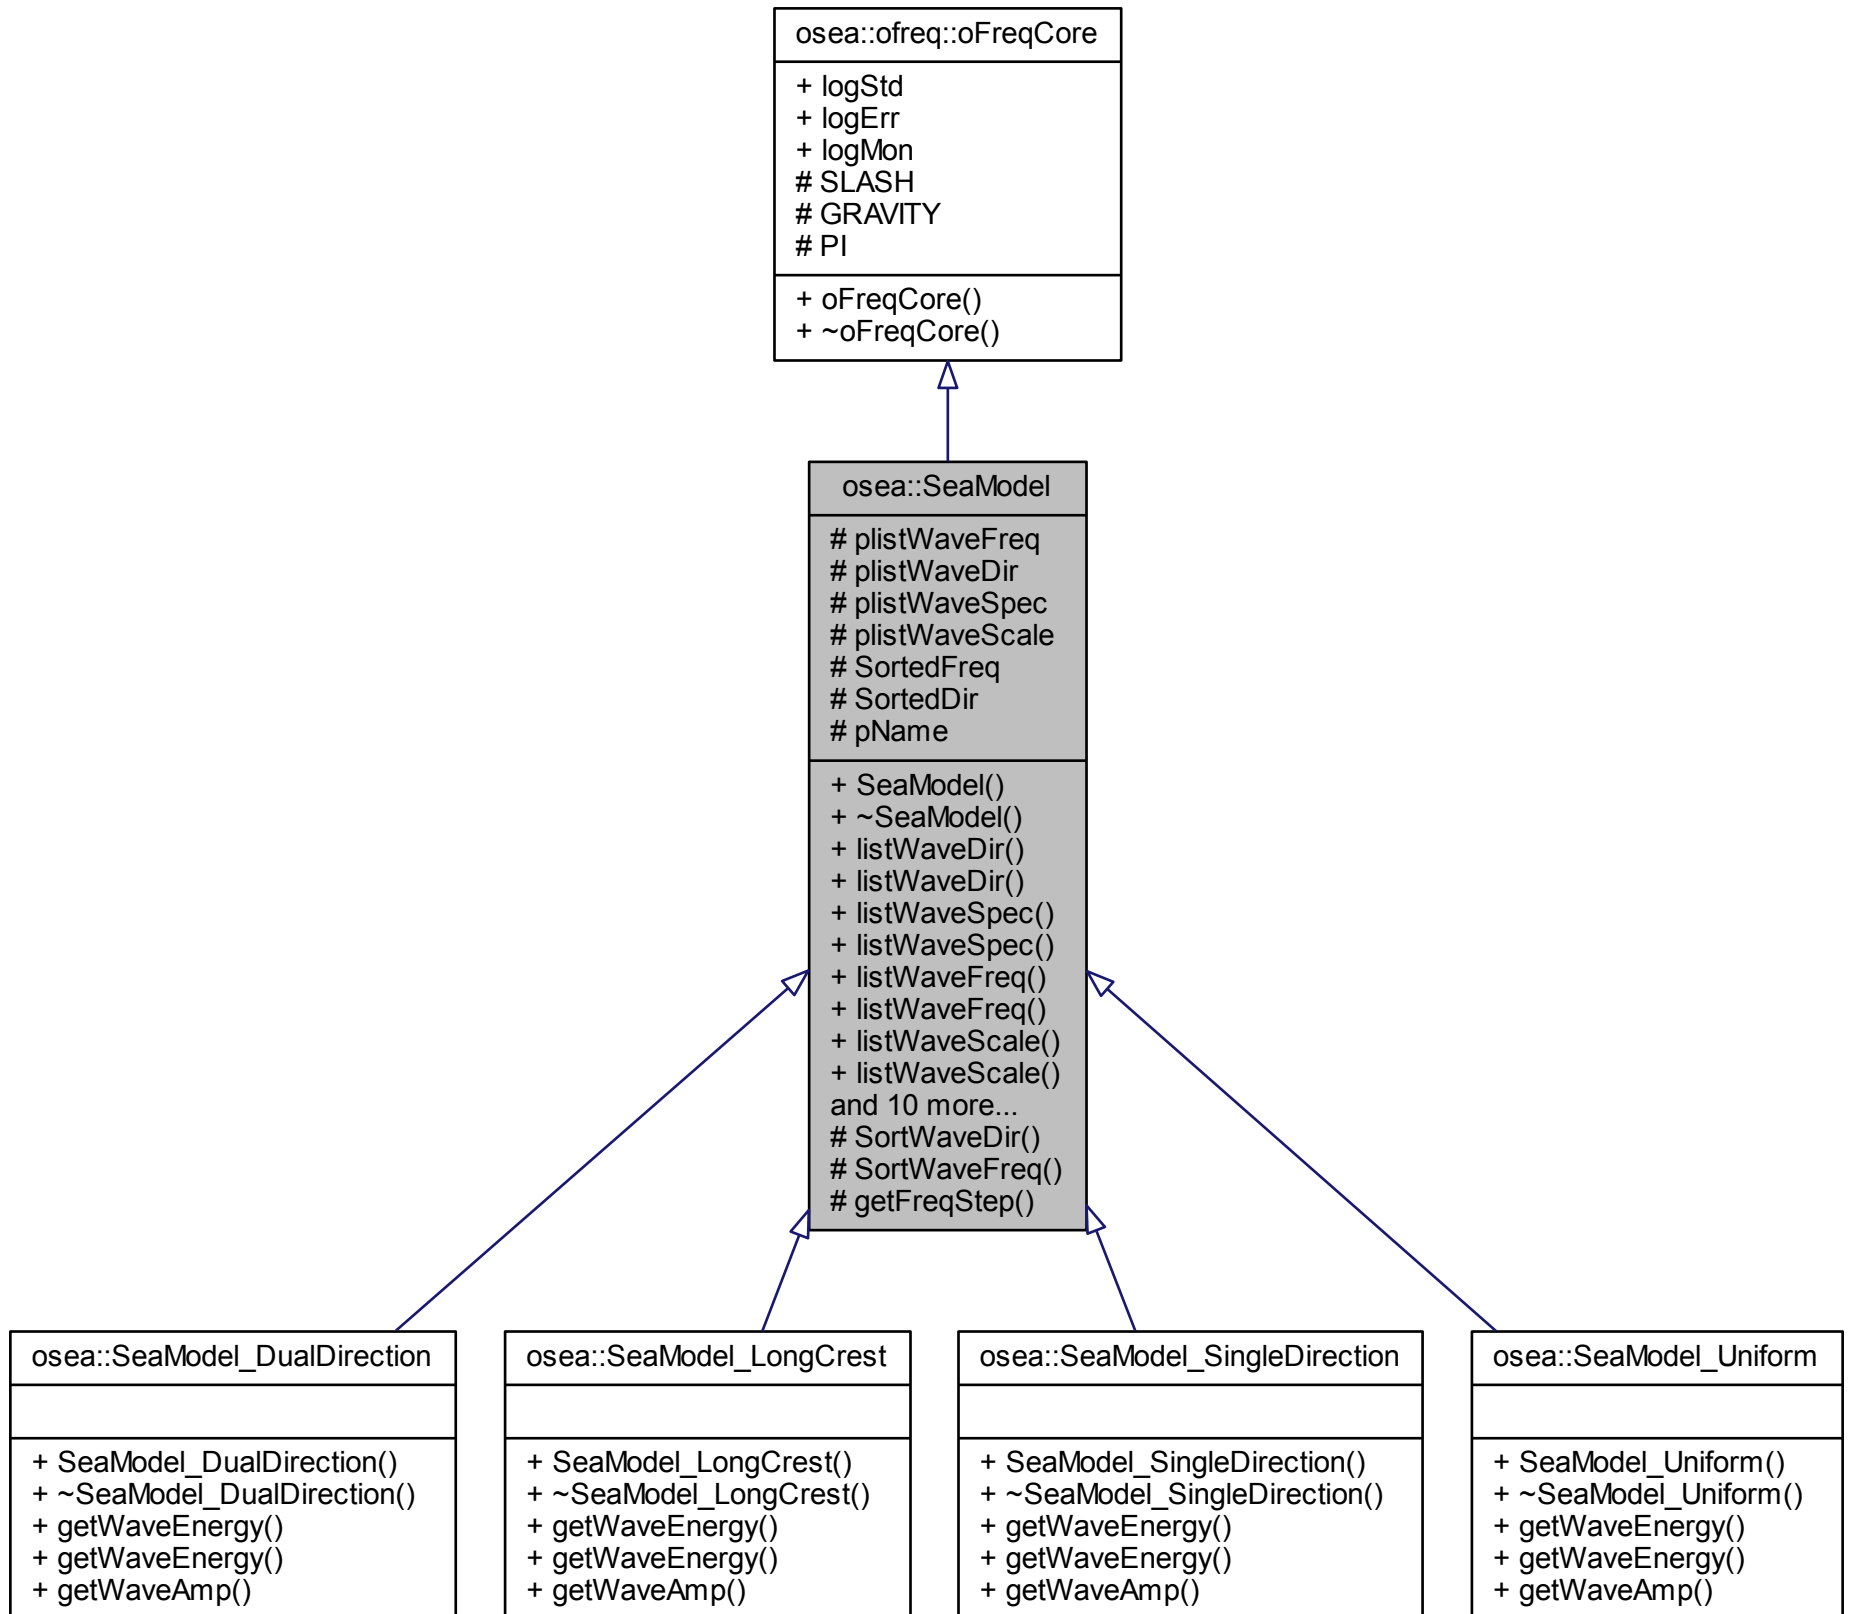 osea::ofreq::oFreqCore
+ logStd
+ logErr
+ logMon
# SLASH
# GRAVITY
# PI
+ oFreqCore()
+ ~oFreqCore()
osea::SeaModel
# plistWaveFreq
# plistWaveDir
# plistWaveSpec
# plistWaveScale
# SortedFreq
# SortedDir
# pName
+ SeaModel()
+ ~SeaModel()
+ listWaveDir()
+ listWaveDir()
+ listWaveSpec()
+ listWaveSpec()
+ listWaveFreq()
+ listWaveFreq()
+ listWaveScale()
+ listWaveScale()
and 10 more...
# SortWaveDir()
# SortWaveFreq()
# getFreqStep()
osea::SeaModel_DualDirection
+ SeaModel_DualDirection()
+ ~SeaModel_DualDirection()
+ getWaveEnergy()
+ getWaveEnergy()
+ getWaveAmp()
osea::SeaModel_LongCrest
+ SeaModel_LongCrest()
+ ~SeaModel_LongCrest()
+ getWaveEnergy()
+ getWaveEnergy()
+ getWaveAmp()
osea::SeaModel_SingleDirection
+ SeaModel_SingleDirection()
+ ~SeaModel_SingleDirection()
+ getWaveEnergy()
+ getWaveEnergy()
+ getWaveAmp()
osea::SeaModel_Uniform
+ SeaModel_Uniform()
+ ~SeaModel_Uniform()
+ getWaveEnergy()
+ getWaveEnergy()
+ getWaveAmp()